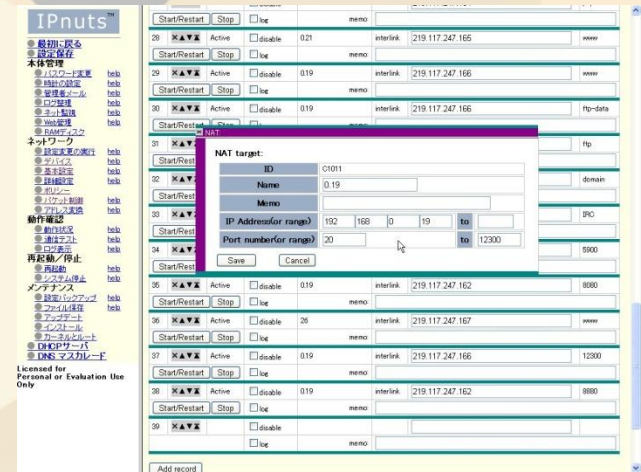 IPnuts™
最初に戻る
設定保存
本体管理
パスワード変更 help
時計の設定 help
管理者メール help
ログ整理 help
ネット監視 help
Web管理 help
RAMディスク
ネットワーク
設定変更の実行 help
デバイス help
基本設定 help
詳細設定 help
ポリシー
パケット制御 help
アドレス変換 help
動作確認
動作状況 help
通信テスト help
ログ表示 help
再起動／停止
再起動 help
システム停止 help
メンテナンス
設定バックアップ help
ファイル保存 help
アップデート
インストール
カーネルとルート
DHCPサーバ
DNS マスカレード
Licensed for
Personal or Evaluation Use
Only
Start/Restart Stop log memo:
28 Active disable 0.21 interlink 219.117.247.165 www
Start/Restart Stop log memo:
29 Active disable 0.19 interlink 219.117.247.166 www
Start/Restart Stop log memo:
30 Active disable 0.19 interlink 219.117.247.166 ftp-data
Start/Restart Stop
31 ftp
Start/Rest
32 domain
Start/Rest
33 IRC
Start/Rest
34 5900
Start/Rest
NAT
NAT target:
ID C1011
Name 0.19
Memo
IP Address(or range) 192 168 0 19 to
Port number(or range) 20 to 12300
Save Cancel
35 Active disable 0.19 interlink 219.117.247.162 8080
Start/Restart Stop log memo:
36 Active disable 26 interlink 219.117.247.167 www
Start/Restart Stop log memo:
37 Active disable 0.19 interlink 219.117.247.166 12300
Start/Restart Stop log memo:
38 Active disable 0.19 interlink 219.117.247.162 8880
Start/Restart Stop log memo:
39 disable
log memo:
Add record